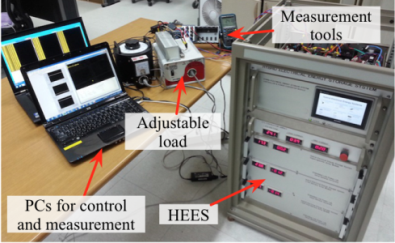 Measurement
tools
Adjustable
load
PCs for control
and measurement
HEES